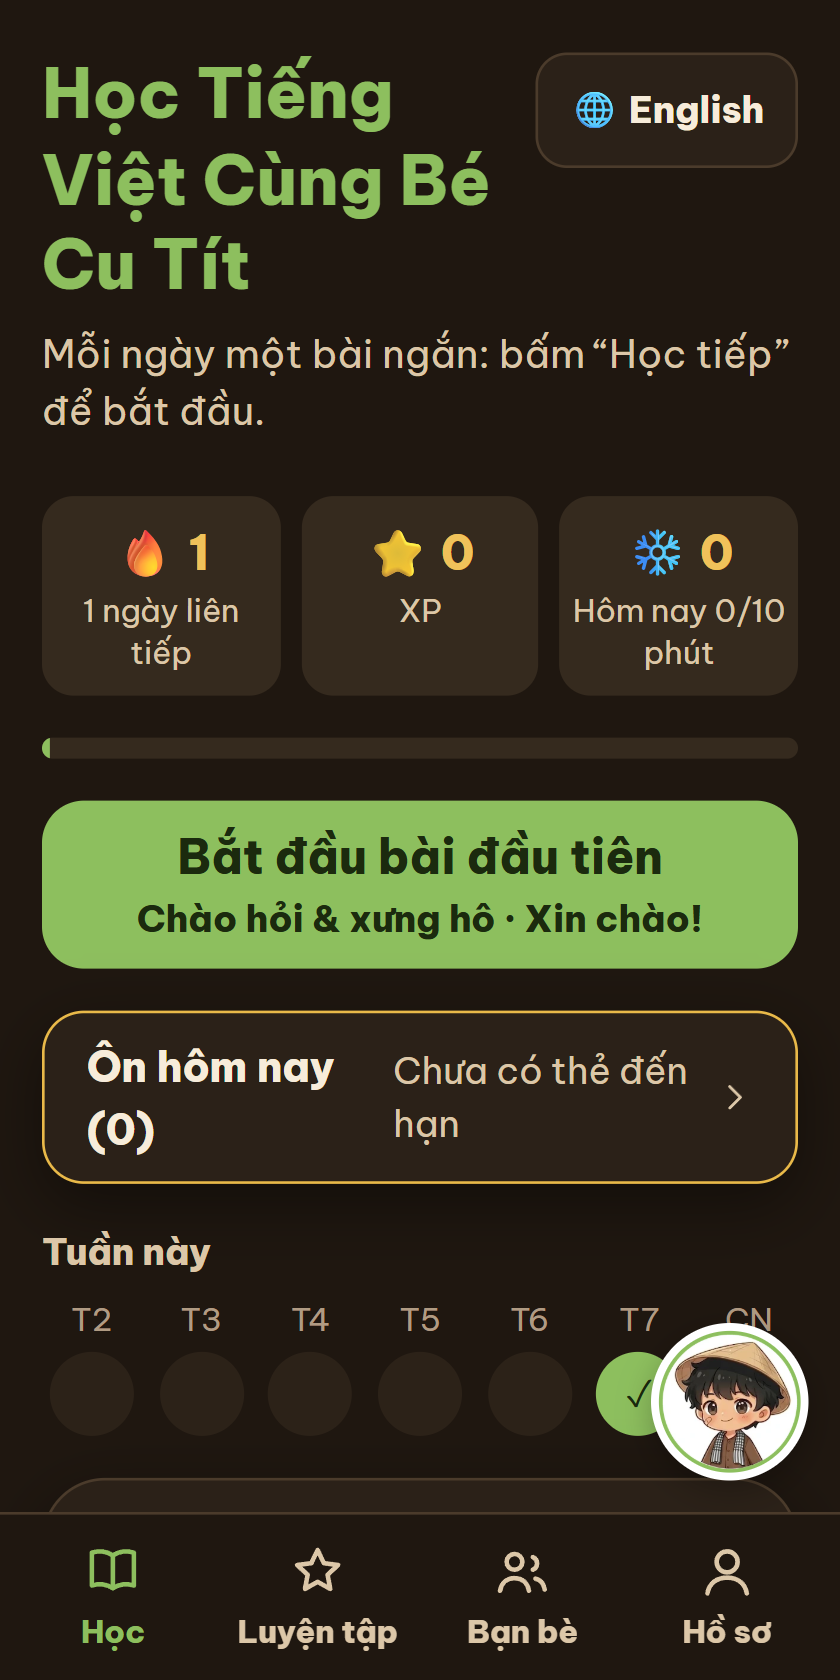 Học Tiếng
Việt Cùng Bé
Cu Tít
English
Mỗi ngày một bài ngắn: bấm “Học tiếp”
để bắt đầu.
1
1 ngày liên
tiếp
0
XP
0
Hôm nay 0/10
phút
Bắt đầu bài đầu tiên
Chào hỏi & xưng hô · Xin chào!
Ôn hôm nay
(0)
Chưa có thẻ đến
hạn
Tuần này
T2 T3 T4 T5 T6 T7 CN
Học Luyện tập Bạn bè Hồ sơ